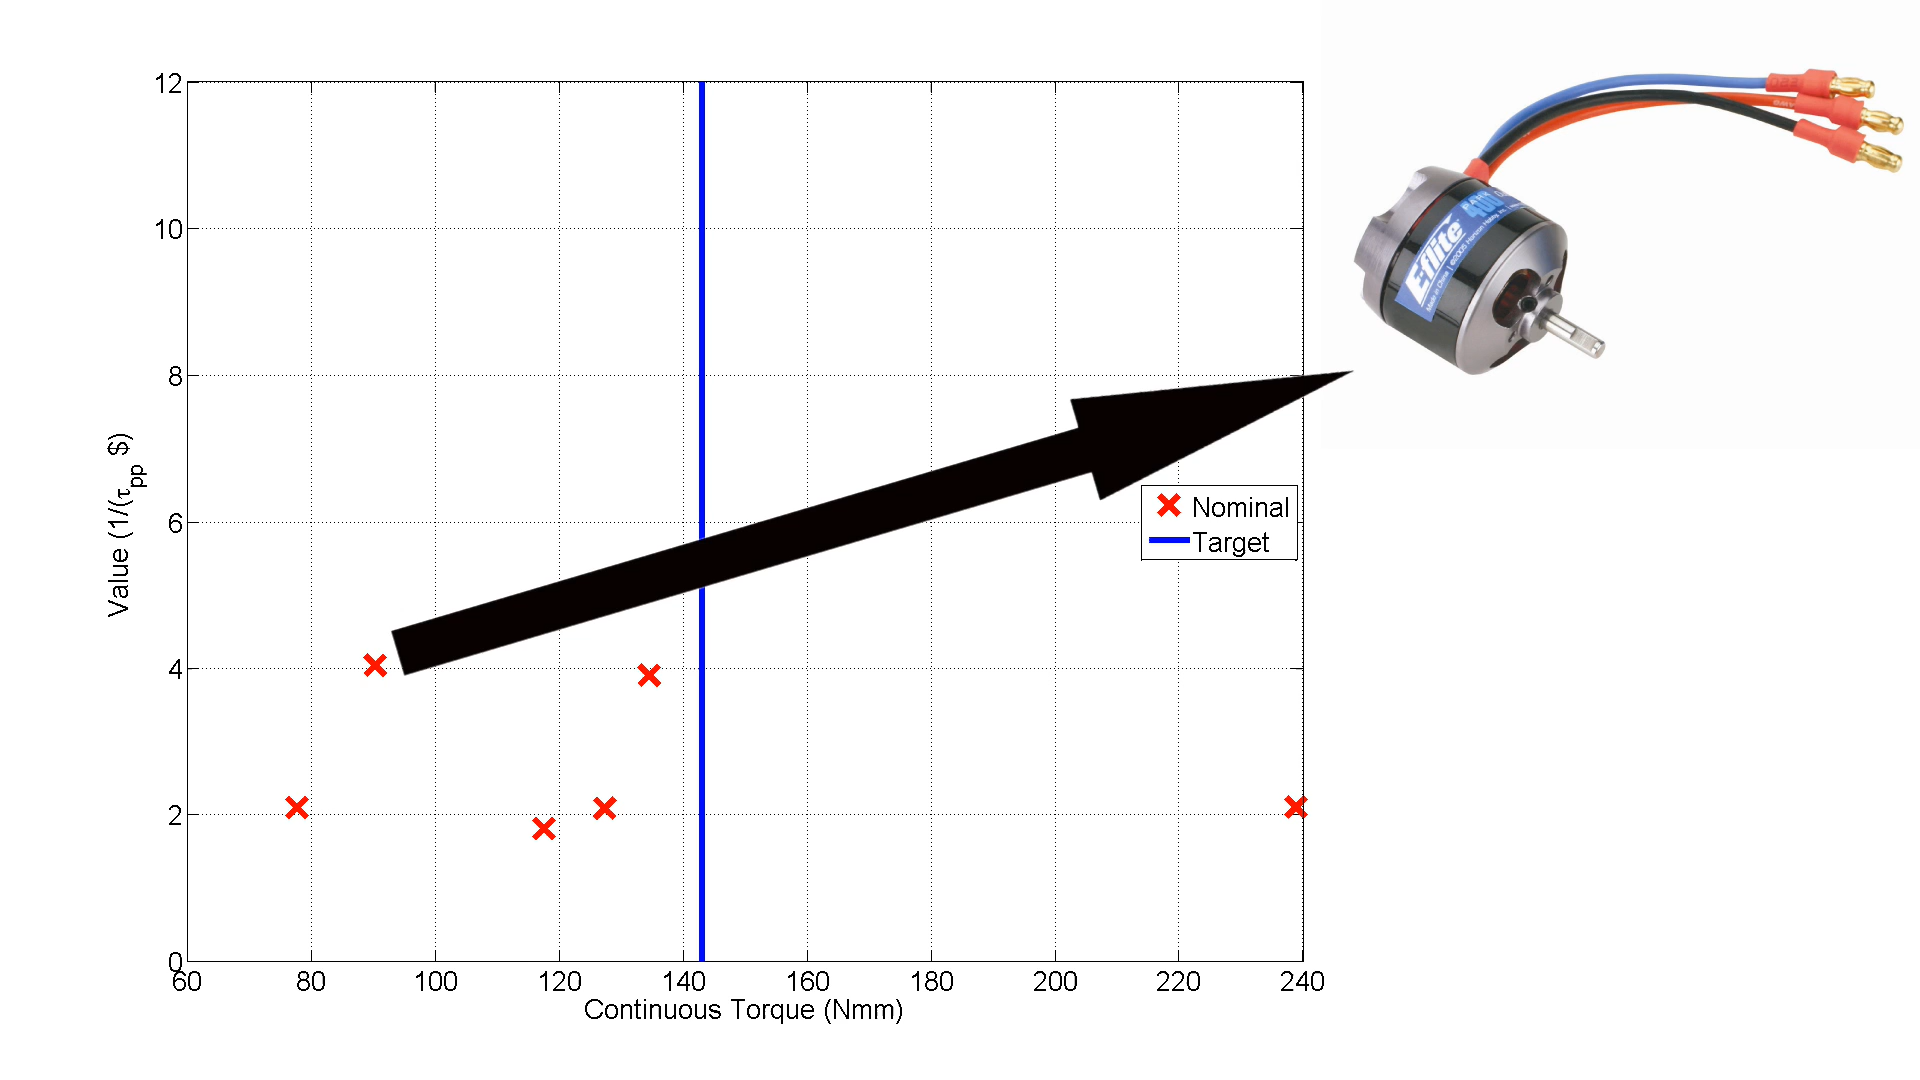 12
10
8
6
4
2
0
60 80 100 120 140 160 180 200 220 240
Continuous Torque (Nmm)
Value (1/(τpp $)
Nominal
Target
E-flite
400